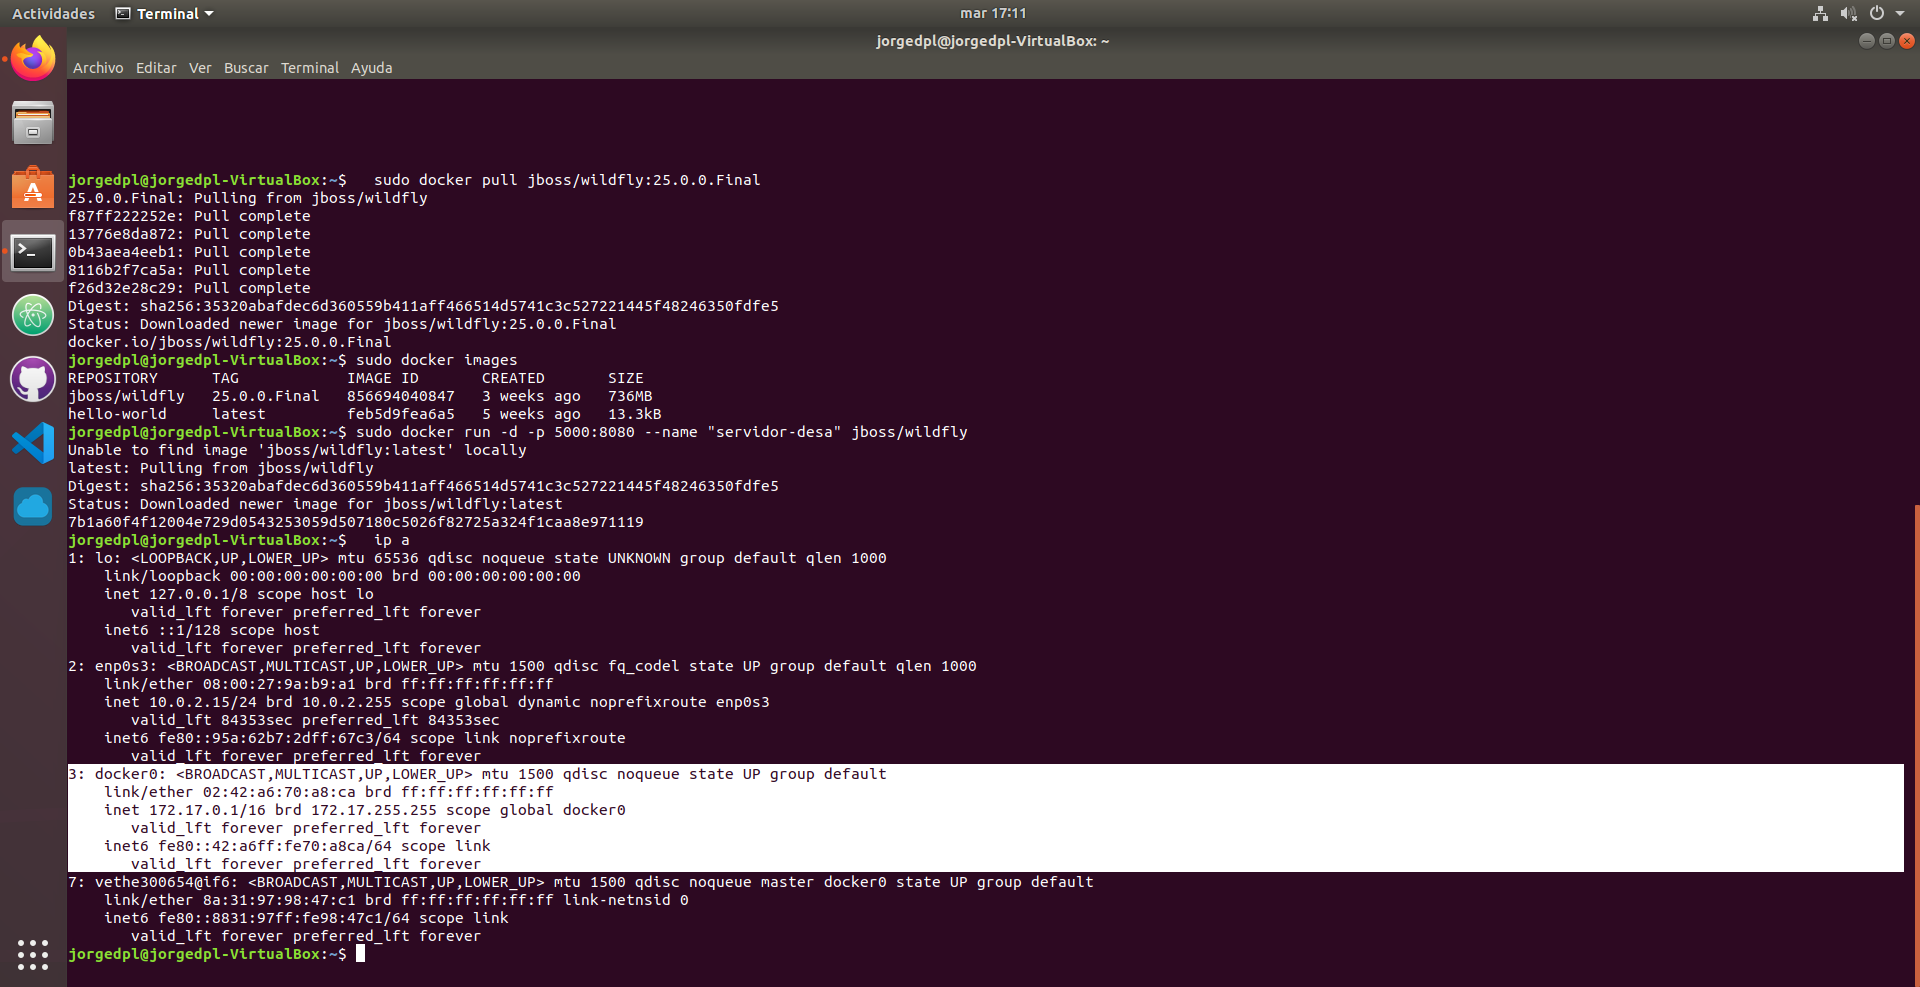 Actividades
Terminal
mar 17:11
jorgedpl@jorgedpl-VirtualBox: ~
Archivo Editar Ver Buscar Terminal Ayuda
jorgedpl@jorgedpl-VirtualBox:~$   sudo docker pull jboss/wildfly:25.0.0.Final
25.0.0.Final: Pulling from jboss/wildfly
f87ff222252e: Pull complete
13776e8da872: Pull complete
0b43aea4eeb1: Pull complete
8116b2f7ca5a: Pull complete
f26d32e28c29: Pull complete
Digest: sha256:35320abafdec6d360559b411aff466514d5741c3c527221445f48246350fdfe5
Status: Downloaded newer image for jboss/wildfly:25.0.0.Final
docker.io/jboss/wildfly:25.0.0.Final
jorgedpl@jorgedpl-VirtualBox:~$ sudo docker images
REPOSITORY      TAG            IMAGE ID       CREATED       SIZE
jboss/wildfly   25.0.0.Final   856694040847   3 weeks ago   736MB
hello-world     latest         feb5d9fea6a5   5 weeks ago   13.3kB
jorgedpl@jorgedpl-VirtualBox:~$ sudo docker run -d -p 5000:8080 --name "servidor-desa" jboss/wildfly
Unable to find image 'jboss/wildfly:latest' locally
latest: Pulling from jboss/wildfly
Digest: sha256:35320abafdec6d360559b411aff466514d5741c3c527221445f48246350fdfe5
Status: Downloaded newer image for jboss/wildfly:latest
7b1a60f4f12004e729d0543253059d507180c5026f82725a324f1caa8e971119
jorgedpl@jorgedpl-VirtualBox:~$   ip a
1: lo: <LOOPBACK,UP,LOWER_UP> mtu 65536 qdisc noqueue state UNKNOWN group default qlen 1000
    link/loopback 00:00:00:00:00:00 brd 00:00:00:00:00:00
    inet 127.0.0.1/8 scope host lo
       valid_lft forever preferred_lft forever
    inet6 ::1/128 scope host
       valid_lft forever preferred_lft forever
2: enp0s3: <BROADCAST,MULTICAST,UP,LOWER_UP> mtu 1500 qdisc fq_codel state UP group default qlen 1000
    link/ether 08:00:27:9a:b9:a1 brd ff:ff:ff:ff:ff:ff
    inet 10.0.2.15/24 brd 10.0.2.255 scope global dynamic noprefixroute enp0s3
       valid_lft 84353sec preferred_lft 84353sec
    inet6 fe80::95a:62b7:2dff:67c3/64 scope link noprefixroute
       valid_lft forever preferred_lft forever
3: docker0: <BROADCAST,MULTICAST,UP,LOWER_UP> mtu 1500 qdisc noqueue state UP group default
    link/ether 02:42:a6:70:a8:ca brd ff:ff:ff:ff:ff:ff
    inet 172.17.0.1/16 brd 172.17.255.255 scope global docker0
       valid_lft forever preferred_lft forever
    inet6 fe80::42:a6ff:fe70:a8ca/64 scope link
       valid_lft forever preferred_lft forever
7: vethe300654@if6: <BROADCAST,MULTICAST,UP,LOWER_UP> mtu 1500 qdisc noqueue master docker0 state UP group default
    link/ether 8a:31:97:98:47:c1 brd ff:ff:ff:ff:ff:ff link-netnsid 0
    inet6 fe80::8831:97ff:fe98:47c1/64 scope link
       valid_lft forever preferred_lft forever
jorgedpl@jorgedpl-VirtualBox:~$